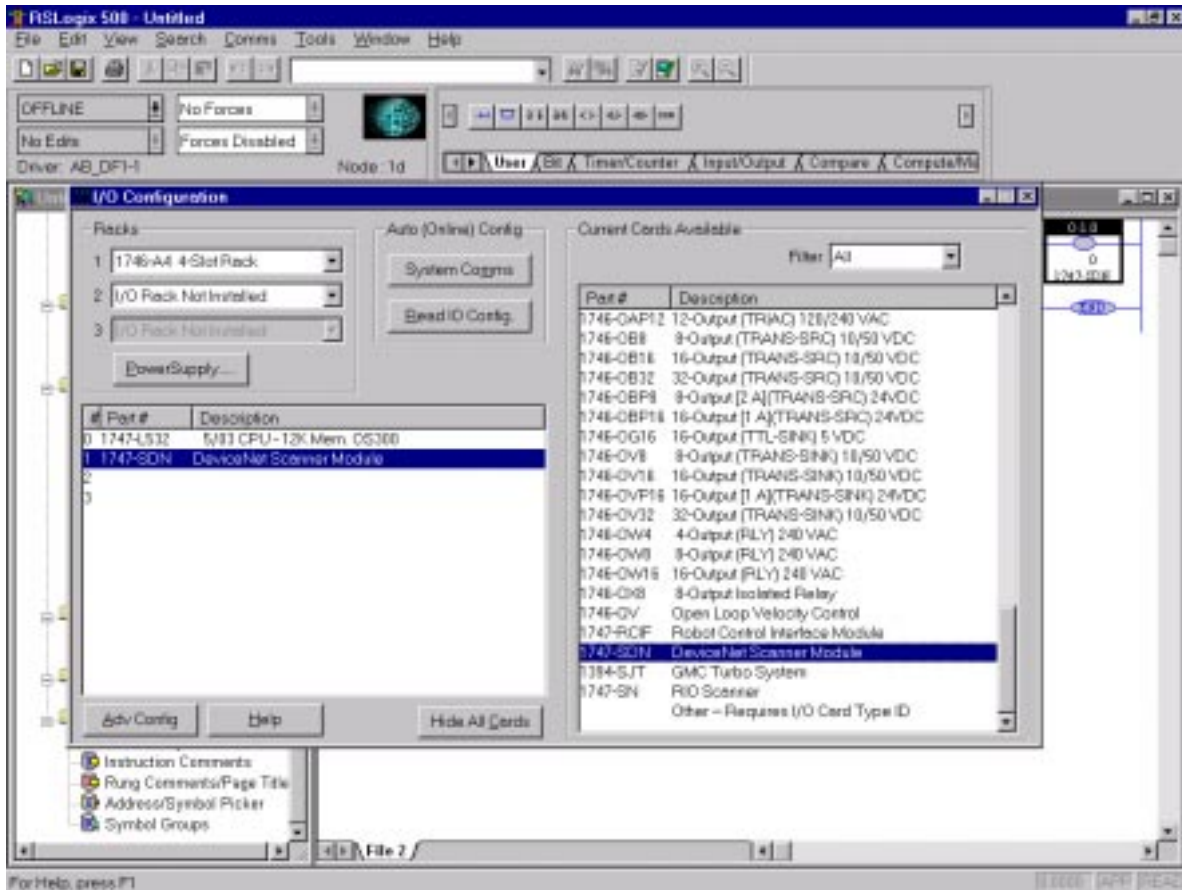 RSLogix 500 - Untitled
File Edit View Search Comms Tools Window Help
OFFLINE
No Forces
No Edits
Forces Disabled
Driver: AB_DF1-1
Node: 1d
User Bit Timer/Counter Input/Output Compare
I/O Configuration
Racks
1 1746-A4 4-Slot Rack
2 I/O Rack Not Installed
3 I/O Rack Not Installed
PowerSupply....
Auto (Online) Config
System Comms
Read IO Config.
Current Cards Available
Filter All
Part # Description
1746-OAP12 12-Output (TRIAC) 120/240 VAC
1746-OB8 8-Output (TRANS-SRC) 10/50 VDC
1746-OB16 16-Output (TRANS-SRC) 10/50 VDC
1746-OB32 32-Output (TRANS-SRC) 10/50 VDC
1746-OBP8 8-Output [2 A](TRANS-SRC) 24VDC
1746-OBP16 16-Output [1 A](TRANS-SRC) 24VDC
1746-OG16 16-Output (TTL-SINK) 5 VDC
1746-OV8 8-Output (TRANS-SINK) 10/50 VDC
1746-OV16 16-Output (TRANS-SINK) 10/50 VDC
1746-OVP16 16-Output [1 A](TRANS-SINK) 24VDC
1746-OV32 32-Output (TRANS-SINK) 10/50 VDC
1746-OW4 4-Output (RLY) 240 VAC
1746-OW8 8-Output (RLY) 240 VAC
1746-OW16 16-Output (RLY) 240 VAC
1746-OX8 8-Output Isolated Relay
1746-QV Open Loop Velocity Control
1747-RCIF Robot Control Interface Module
1747-SDN DeviceNet Scanner Module
1394-SJT GMC Turbo System
1747-SN RIO Scanner
Other – Requires I/O Card Type ID
# Part # Description
0 1747-L532 5/03 CPU - 12K Mem. OS300
1 1747-SDN DeviceNet Scanner Module
2
3
Adv Config
Help
Hide All Cards
0
1747-SDN
END
Instruction Comments
Rung Comments/Page Title
Address/Symbol Picker
Symbol Groups
File 2
For Help, press F1
APP READ